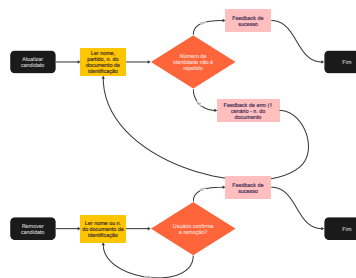 Feedback de
sucesso
Atualizar
candidato
Ler nome,
partido, n. do
documento de
identificação
Número de
identidade não é
repetido
Fim
Feedback de erro (1
cenário - n. do
documento
Feedback de
sucesso
Remover
candidato
Ler nome ou n.
do documento de
identificação
Usuário confirma
a remoção?
Fim